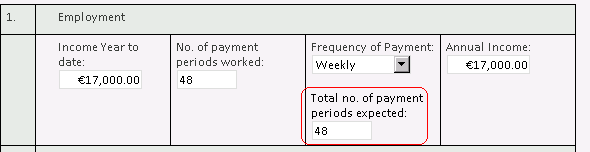 1. Employment
Income Year to
date:
€17,000.00
No. of payment
periods worked:
48
Frequency of Payment:
Weekly
Total no. of payment
periods expected:
48
Annual Income:
€17,000.00